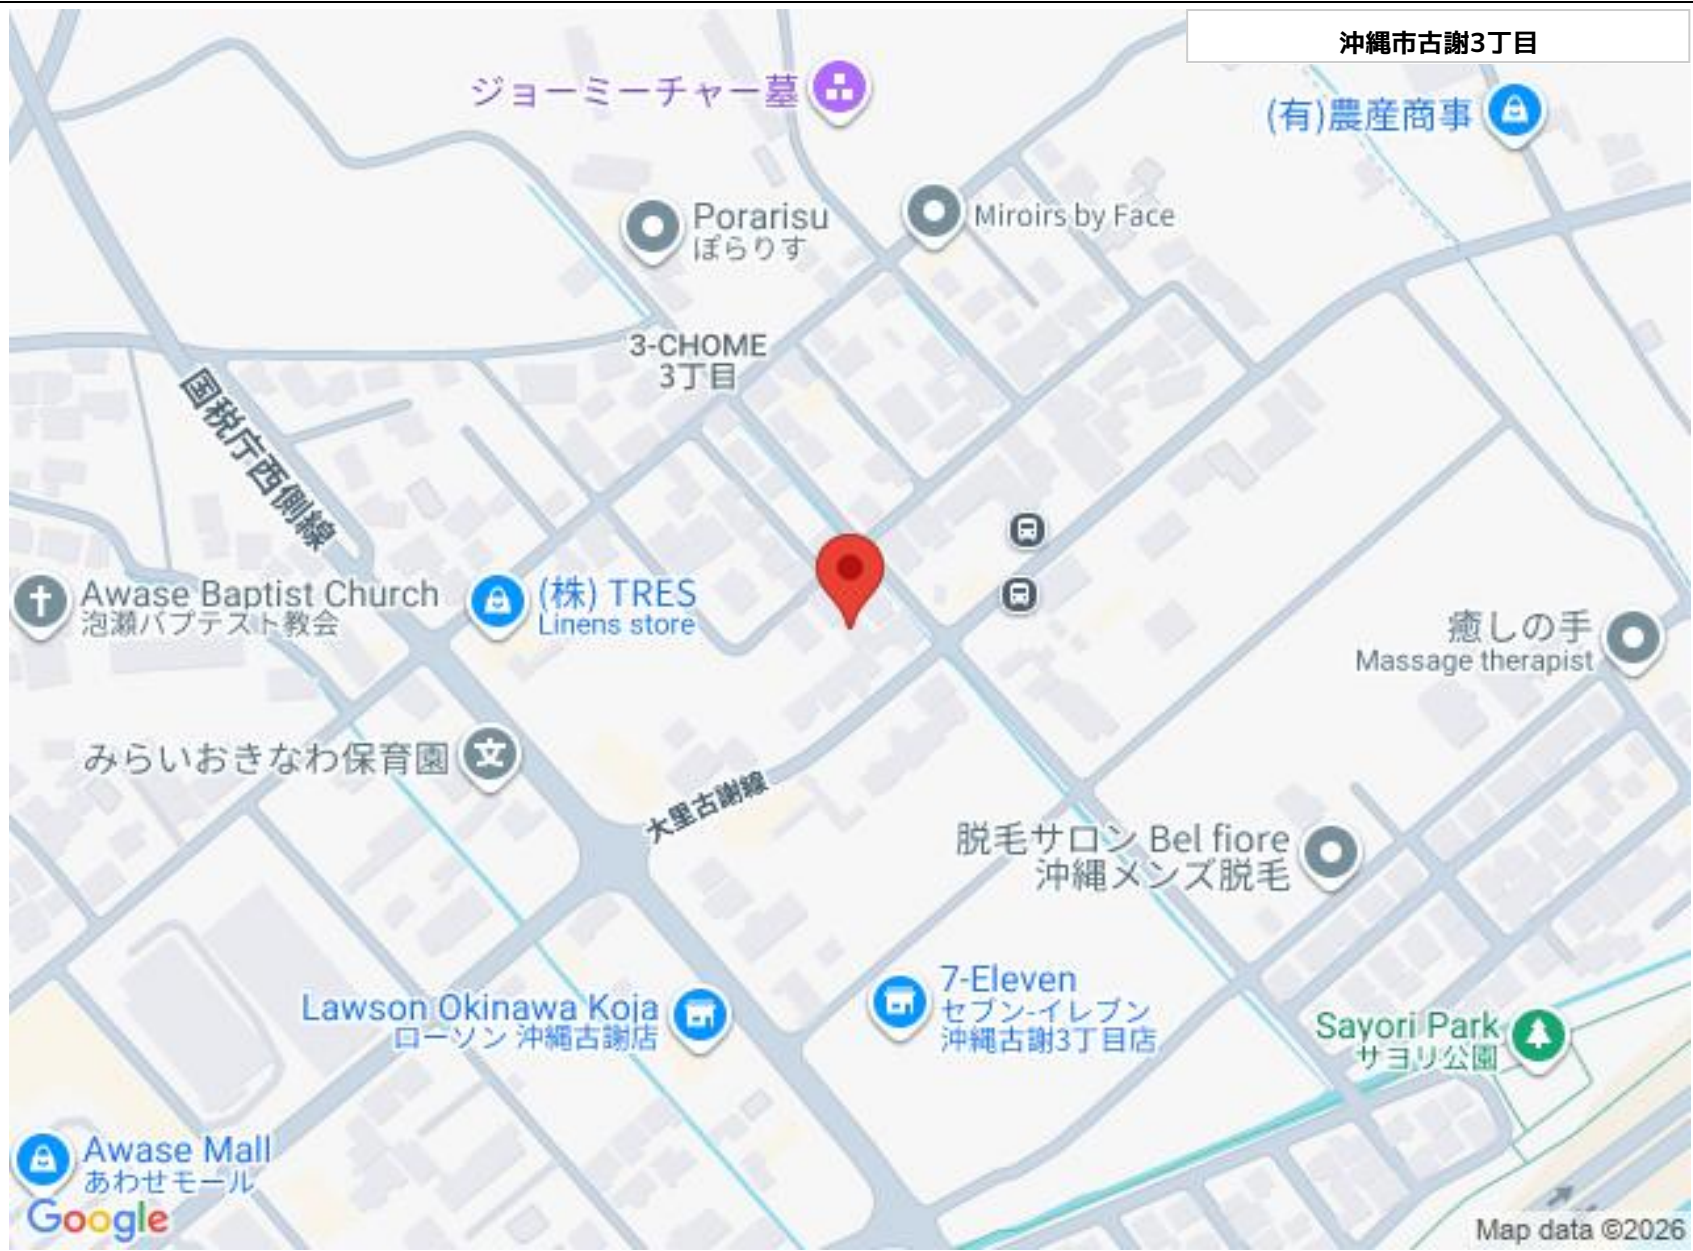 沖縄市古謝3丁目
ジョーミーチャー墓
(有)農産商事
Porarisu
ぽらりす
Miroirs by Face
3-CHOME
3丁目
国税庁西側線
Awase Baptist Church
泡瀬バプテスト教会
(株) TRES
Linens store
癒しの手
Massage therapist
みらいおきなわ保育園
大里古謝線
脱毛サロン Bel fiore
沖縄メンズ脱毛
7-Eleven
セブン-イレブン
沖縄古謝3丁目店
Lawson Okinawa Koja
ローソン 沖縄古謝店
Sayori Park
サヨリ公園
Awase Mall
あわせモール
Google
Map data ©2026